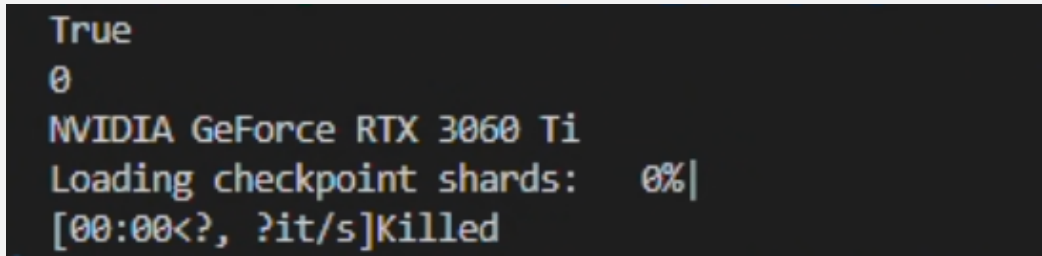 True
0
NVIDIA GeForce RTX 3060 Ti
Loading checkpoint shards:   0%|
[00:00<?, ?it/s]Killed